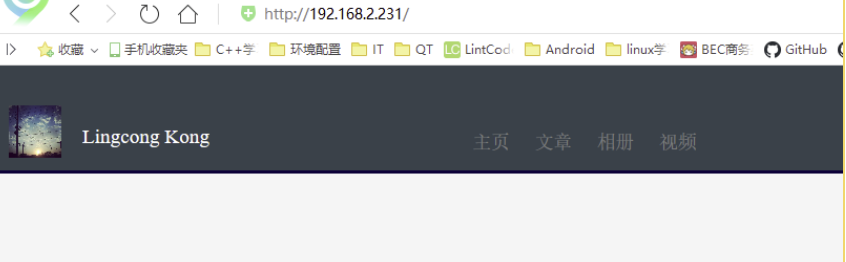 http://192.168.2.231/
收藏 手机收藏夹 C++学 环境配置 IT QT LC LintCod Android linux学 BEC商务 GitHub
Lingcong Kong 主页 文章 相册 视频